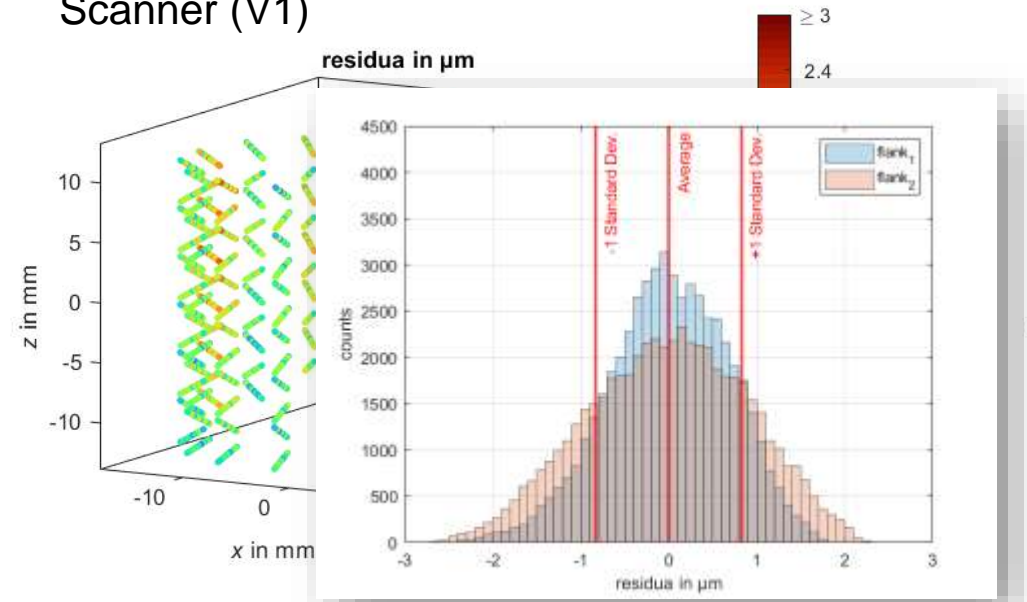 Scanner (V1)
residua in µm
≥ 3
2.4
10
5
0
-5
-10
z in mm
-10
0
x in mm
4500
4000
3500
3000
2500
2000
1500
1000
500
0
counts
-3
-2
-1
0
1
2
3
residua in µm
-1 Standard Dev.
Average
+1 Standard Dev.
flank₁
flank₂